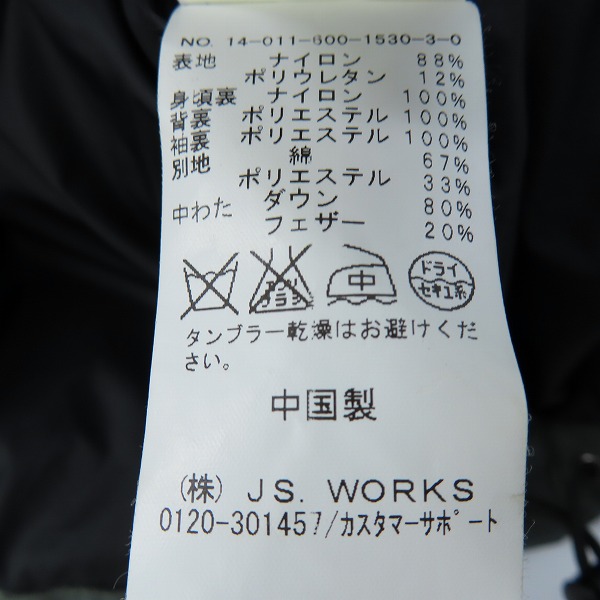 NO. 14-011-600-1530-3-0
表地 ナイロン 88%
ポリウレタン 12%
身頃裏 ナイロン 100%
背裏 ポリエステル 100%
袖裏 ポリエステル 100%
別地 綿 67%
ポリエステル 33%
中わた ダウン 80%
フェザー 20%
中 ドライ
セキユ系
タンブラー乾燥はお避けくだ
さい。
中国製
(株) JS. WORKS
0120-301457/カスタマーサポート